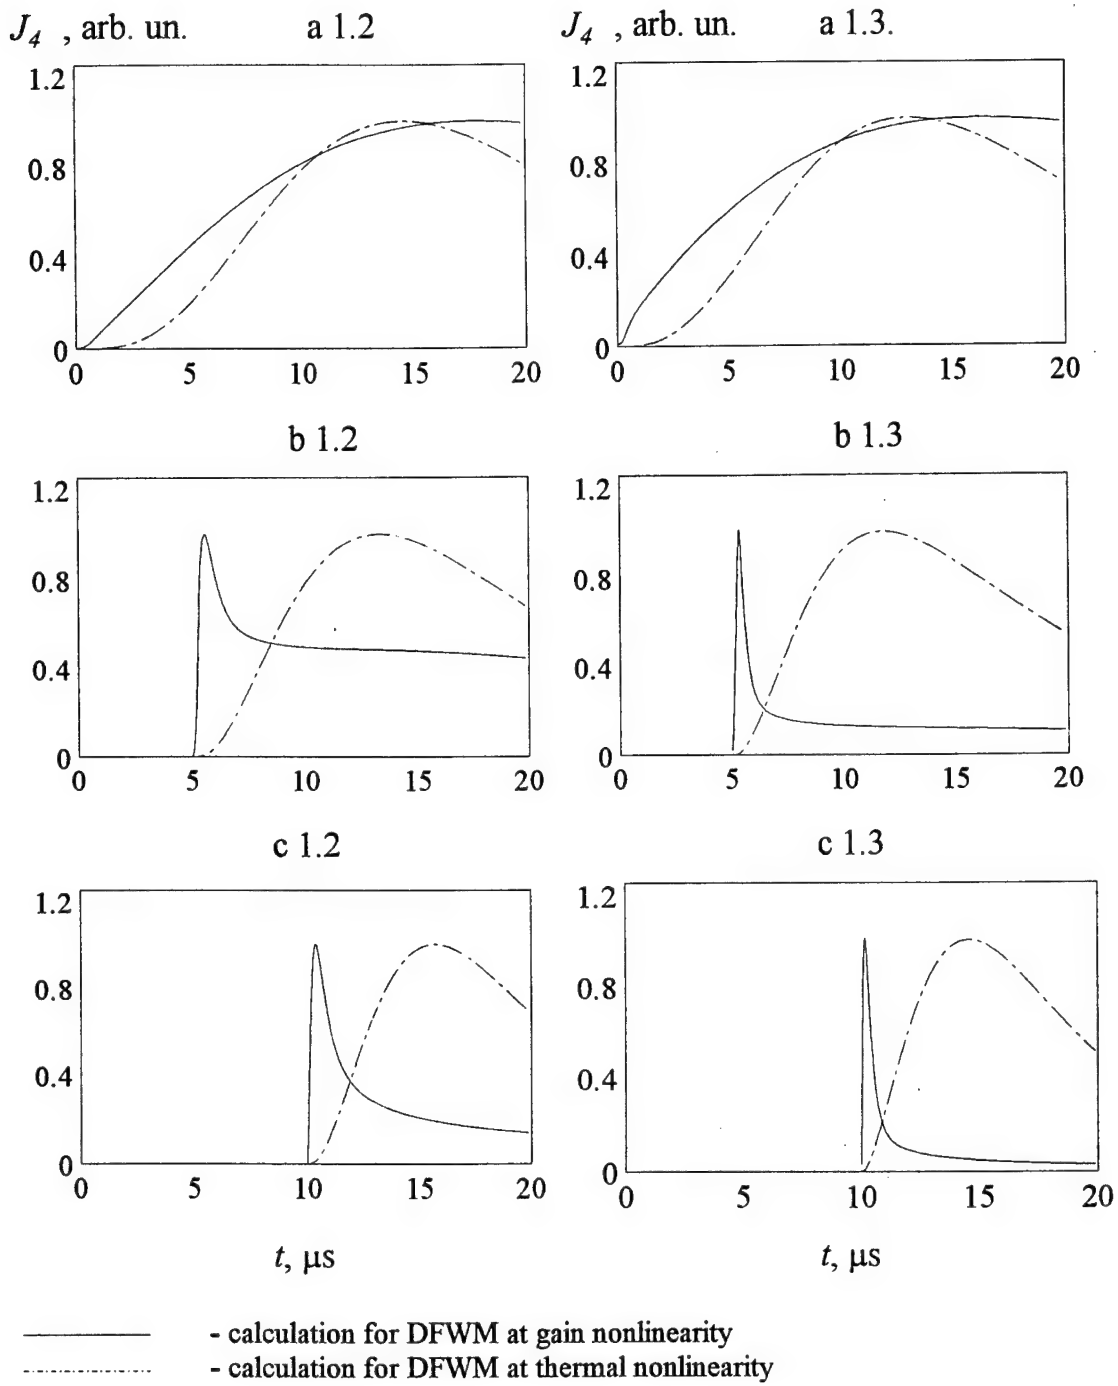 J4 , arb. un. a 1.2
J4 , arb. un. a 1.3.
1.2
0.8
0.4
0
0 5 10 15 20
1.2
0.8
0.4
0
0 5 10 15 20
b 1.2
b 1.3
1.2
0.8
0.4
0
0 5 10 15 20
1.2
0.8
0.4
0
0 5 10 15 20
c 1.2
c 1.3
1.2
0.8
0.4
0
0 5 10 15 20
1.2
0.8
0.4
0
0 5 10 15 20
t, μs
t, μs
- calculation for DFWM at gain nonlinearity
- calculation for DFWM at thermal nonlinearity